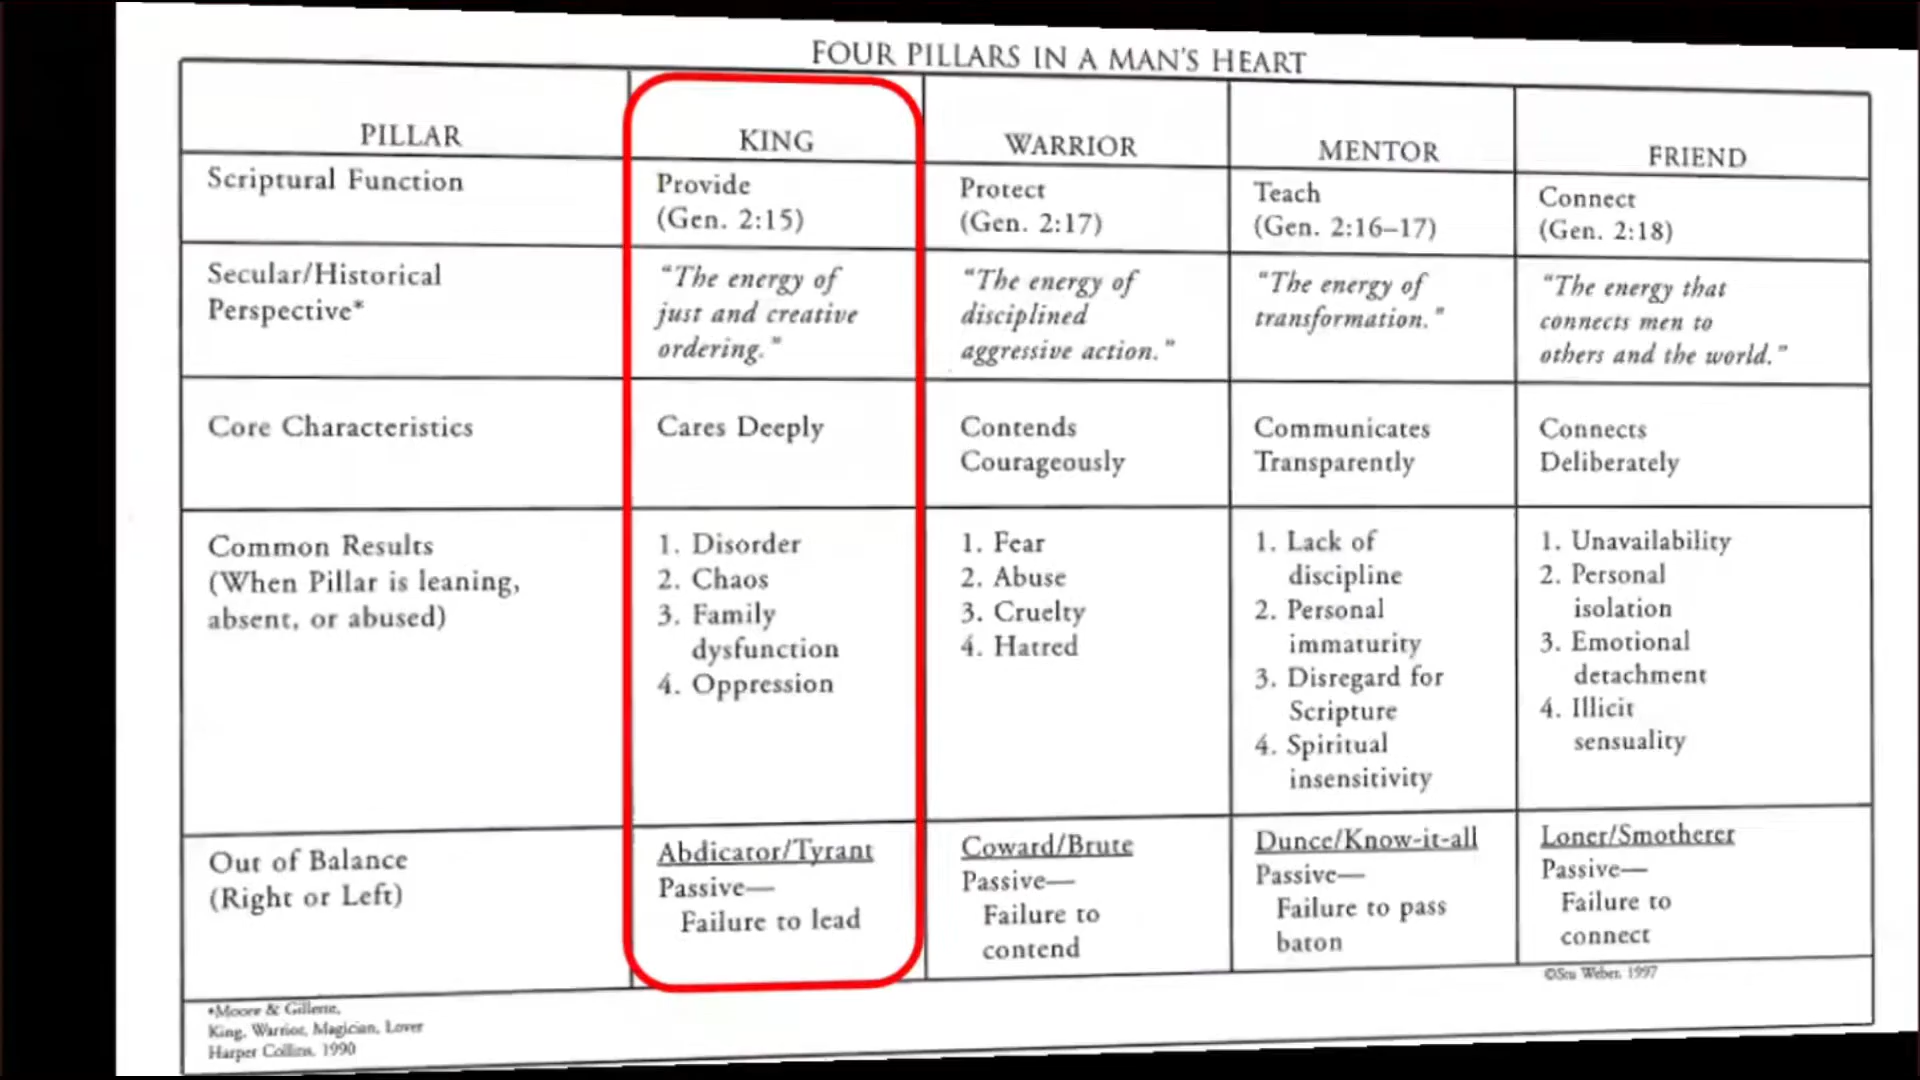 FOUR PILLARS IN A MAN'S HEART
PILLAR
KING
WARRIOR
MENTOR
FRIEND
Scriptural Function
Provide
(Gen. 2:15)
Protect
(Gen. 2:17)
Teach
(Gen. 2:16–17)
Connect
(Gen. 2:18)
Secular/Historical
Perspective*
"The energy of
just and creative
ordering."
"The energy of
disciplined
aggressive action."
"The energy of
transformation."
"The energy that
connects men to
others and the world."
Core Characteristics
Cares Deeply
Contends
Courageously
Communicates
Transparently
Connects
Deliberately
Common Results
(When Pillar is leaning,
absent, or abused)
1. Disorder
2. Chaos
3. Family
dysfunction
4. Oppression
1. Fear
2. Abuse
3. Cruelty
4. Hatred
1. Lack of
discipline
2. Personal
immaturity
3. Disregard for
Scripture
4. Spiritual
insensitivity
1. Unavailability
2. Personal
isolation
3. Emotional
detachment
4. Illicit
sensuality
Out of Balance
(Right or Left)
Abdicator/Tyrant
Passive—
Failure to lead
Coward/Brute
Passive—
Failure to
contend
Dunce/Know-it-all
Passive—
Failure to pass
baton
Loner/Smotherer
Passive—
Failure to
connect
©Stu Weber, 1997
*Moore & Gillette,
King, Warrior, Magician, Lover
Harper Collins, 1990